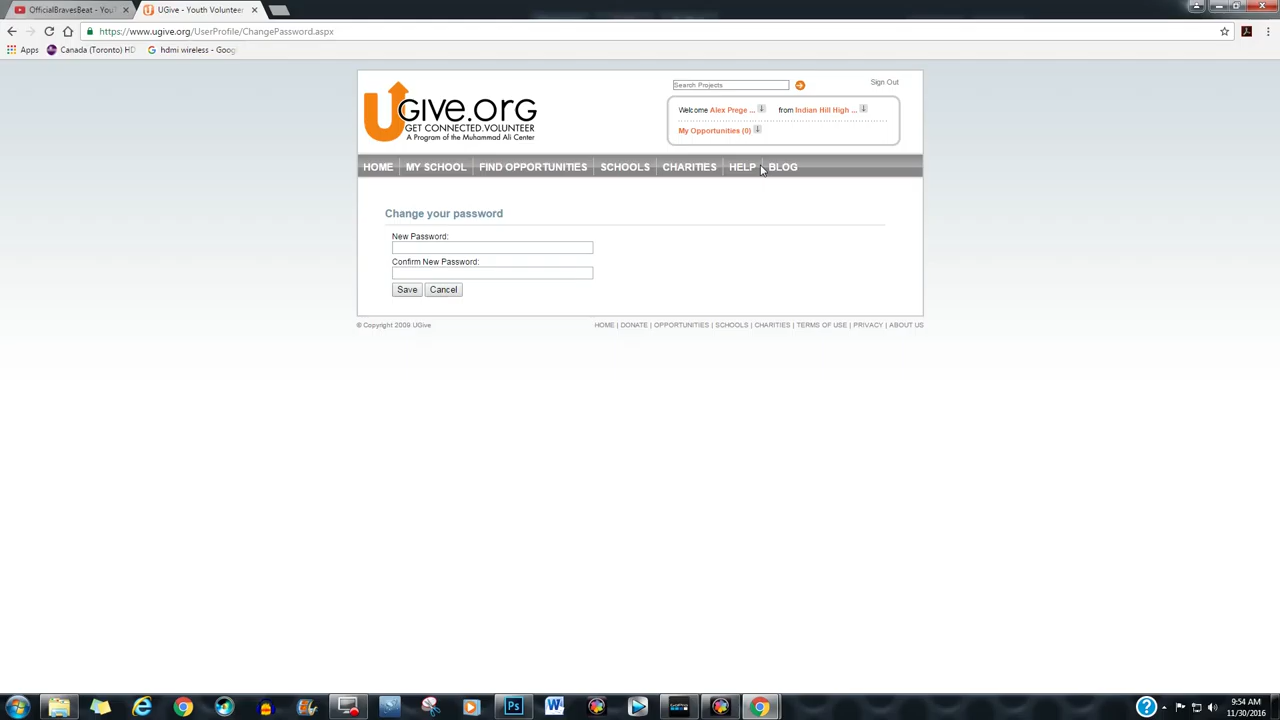 OfficialBravesBeat - YouT
UGive - Youth Volunteer
https://www.ugive.org/UserProfile/ChangePassword.aspx
Apps Canada (Toronto) HD hdmi wireless - Goog
UGIVE.ORG
GET CONNECTED.VOLUNTEER
A Program of the Muhammad Ali Center
Search Projects
Sign Out
Welcome Alex Prege ... from Indian Hill High ...
My Opportunities (0)
HOME MY SCHOOL FIND OPPORTUNITIES SCHOOLS CHARITIES HELP BLOG
Change your password
New Password:
Confirm New Password:
Save Cancel
© Copyright 2009 UGive
HOME | DONATE | OPPORTUNITIES | SCHOOLS | CHARITIES | TERMS OF USE | PRIVACY | ABOUT US
Ps
W
9:54 AM
11/30/2016